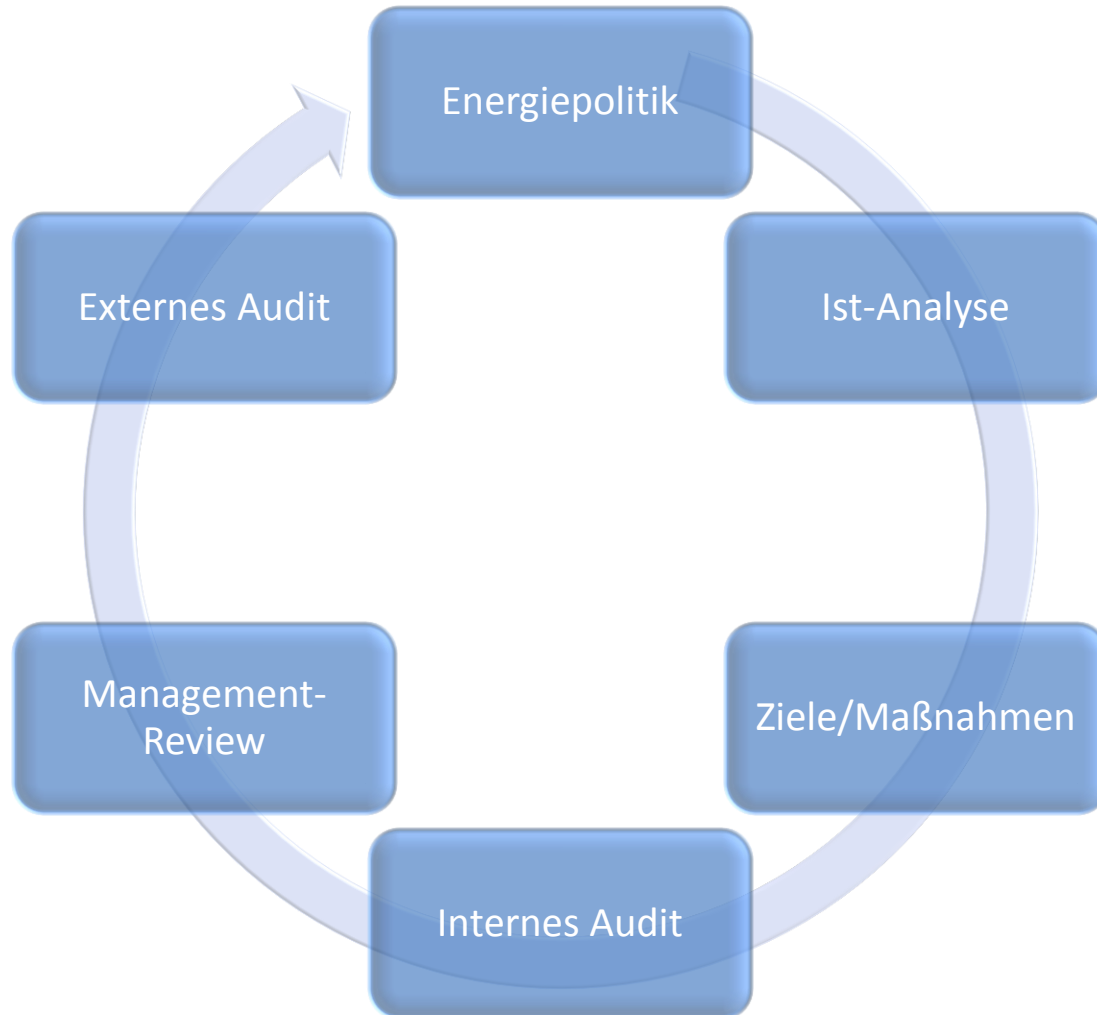 Energiepolitik
Ist-Analyse
Ziele/Maßnahmen
Internes Audit
Management-
Review
Externes Audit